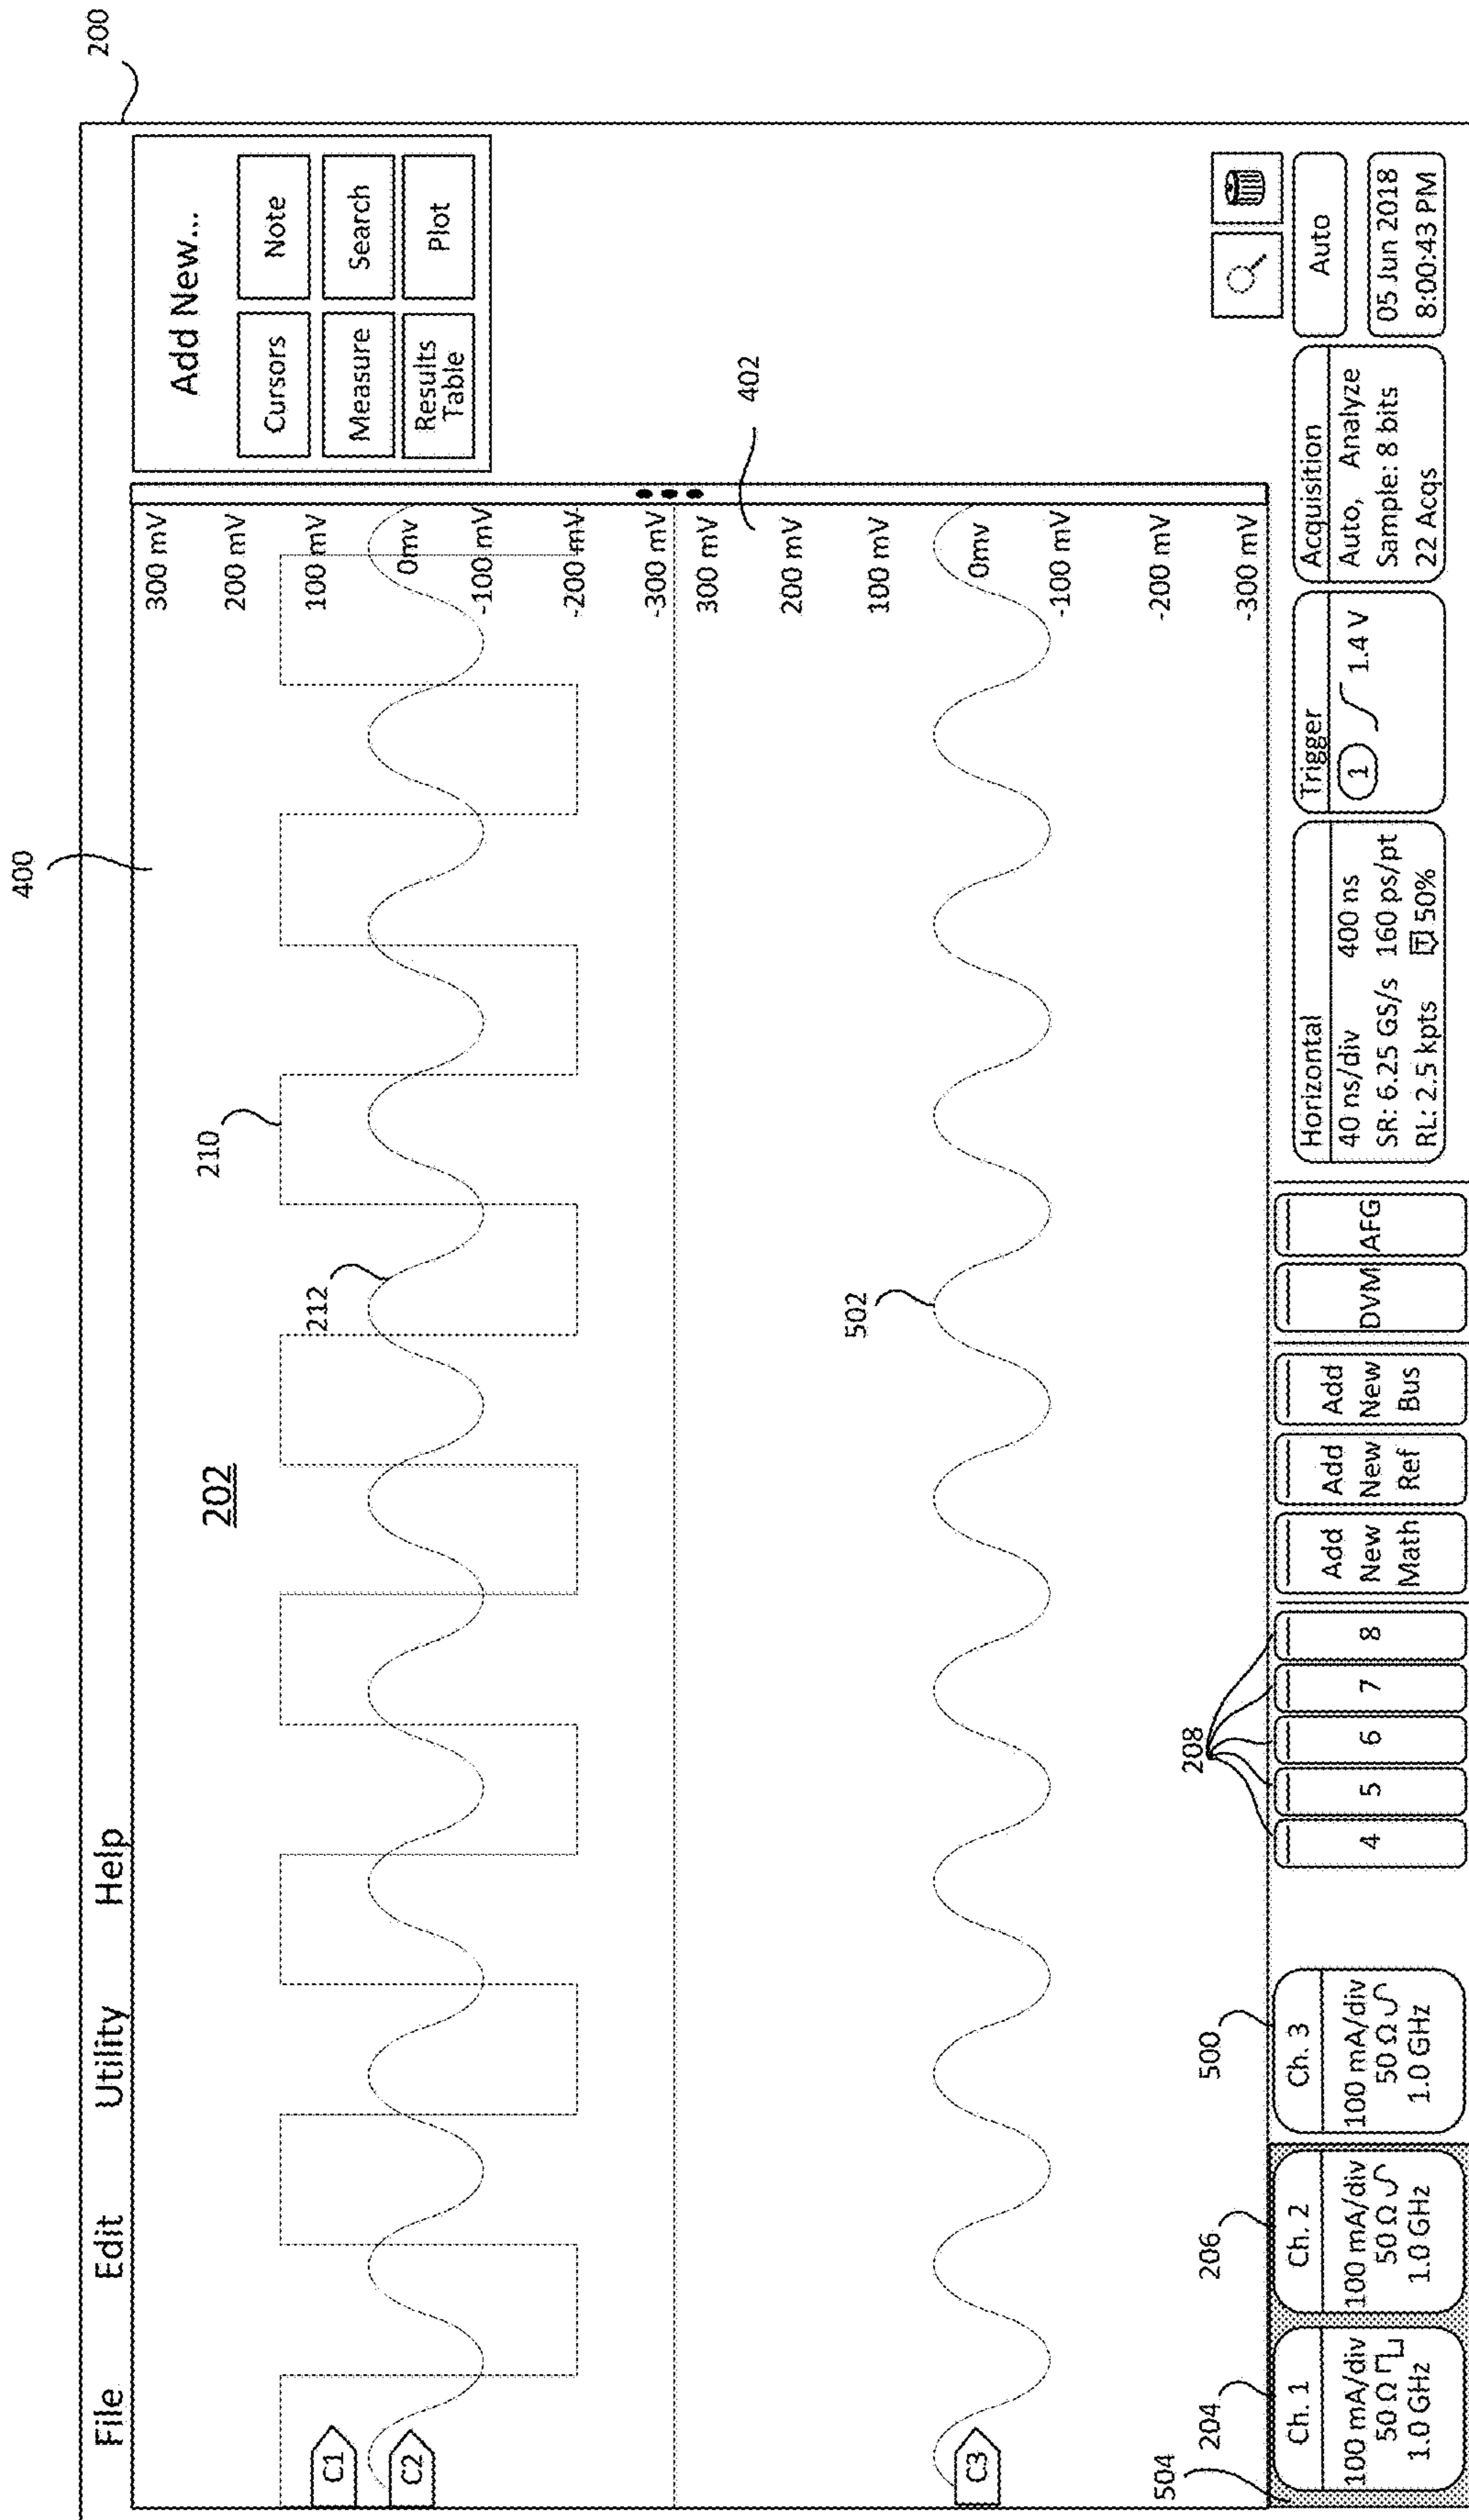 200
File Edit Utility Help
400
Add New...
Cursors Note
Measure Search
Results Table Plot
202
210
212
C1
C2
300 mV
200 mV
100 mV
0mv
-100 mV
-200 mV
-300 mV
402
502
C3
300 mV
200 mV
100 mV
0mv
-100 mV
-200 mV
-300 mV
504
204
206
500
208
Ch. 1
100 mA/div
50 Ω
1.0 GHz
Ch. 2
100 mA/div
50 Ω
1.0 GHz
Ch. 3
100 mA/div
50 Ω
1.0 GHz
4
5
6
7
8
Add
New
Math
Add
New
Ref
Add
New
Bus
DVM
AFG
Horizontal
40 ns/div 400 ns
SR: 6.25 GS/s 160 ps/pt
RL: 2.5 kpts T 50%
Trigger
1 1.4 V
Acquisition
Auto, Analyze
Sample: 8 bits
22 Acqs
Auto
05 Jun 2018
8:00:43 PM